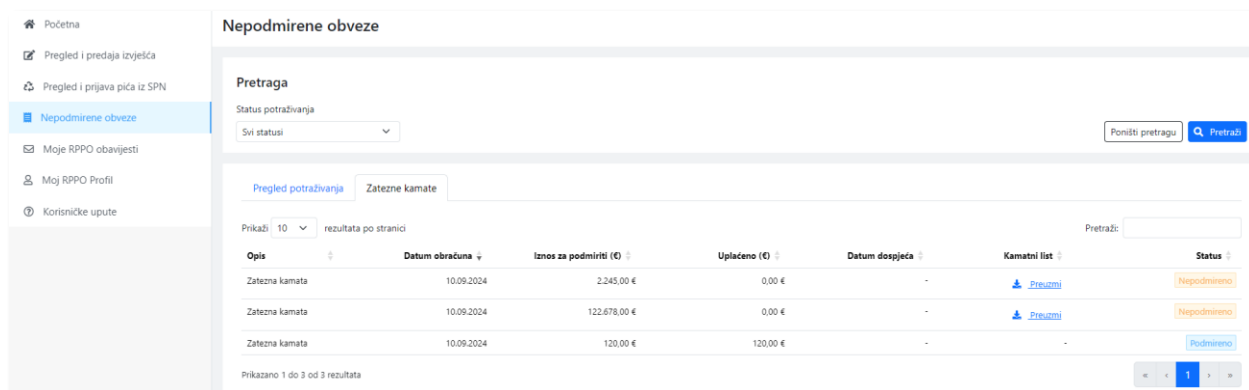 Početna
Pregled i predaja izvješća
Pregled i prijava pića iz SPN
Nepodmirene obveze
Moje RPPO obavijesti
Moj RPPO Profil
Korisničke upute
Nepodmirene obveze
Pretraga
Status potraživanja
Svi statusi
Poništi pretragu Pretraži
Pregled potraživanja Zatezne kamate
Prikaži 10 rezultata po stranici Pretraži:
Opis Datum obračuna Iznos za podmiriti (€) Uplaćeno (€) Datum dospjeća Kamatni list Status
Zatezna kamata 10.09.2024 2.245,00 € 0,00 € - Preuzmi Nepodmireno
Zatezna kamata 10.09.2024 122.678,00 € 0,00 € - Preuzmi Nepodmireno
Zatezna kamata 10.09.2024 120,00 € 120,00 € - - Podmireno
Prikazano 1 do 3 od 3 rezultata « ‹ 1 › »